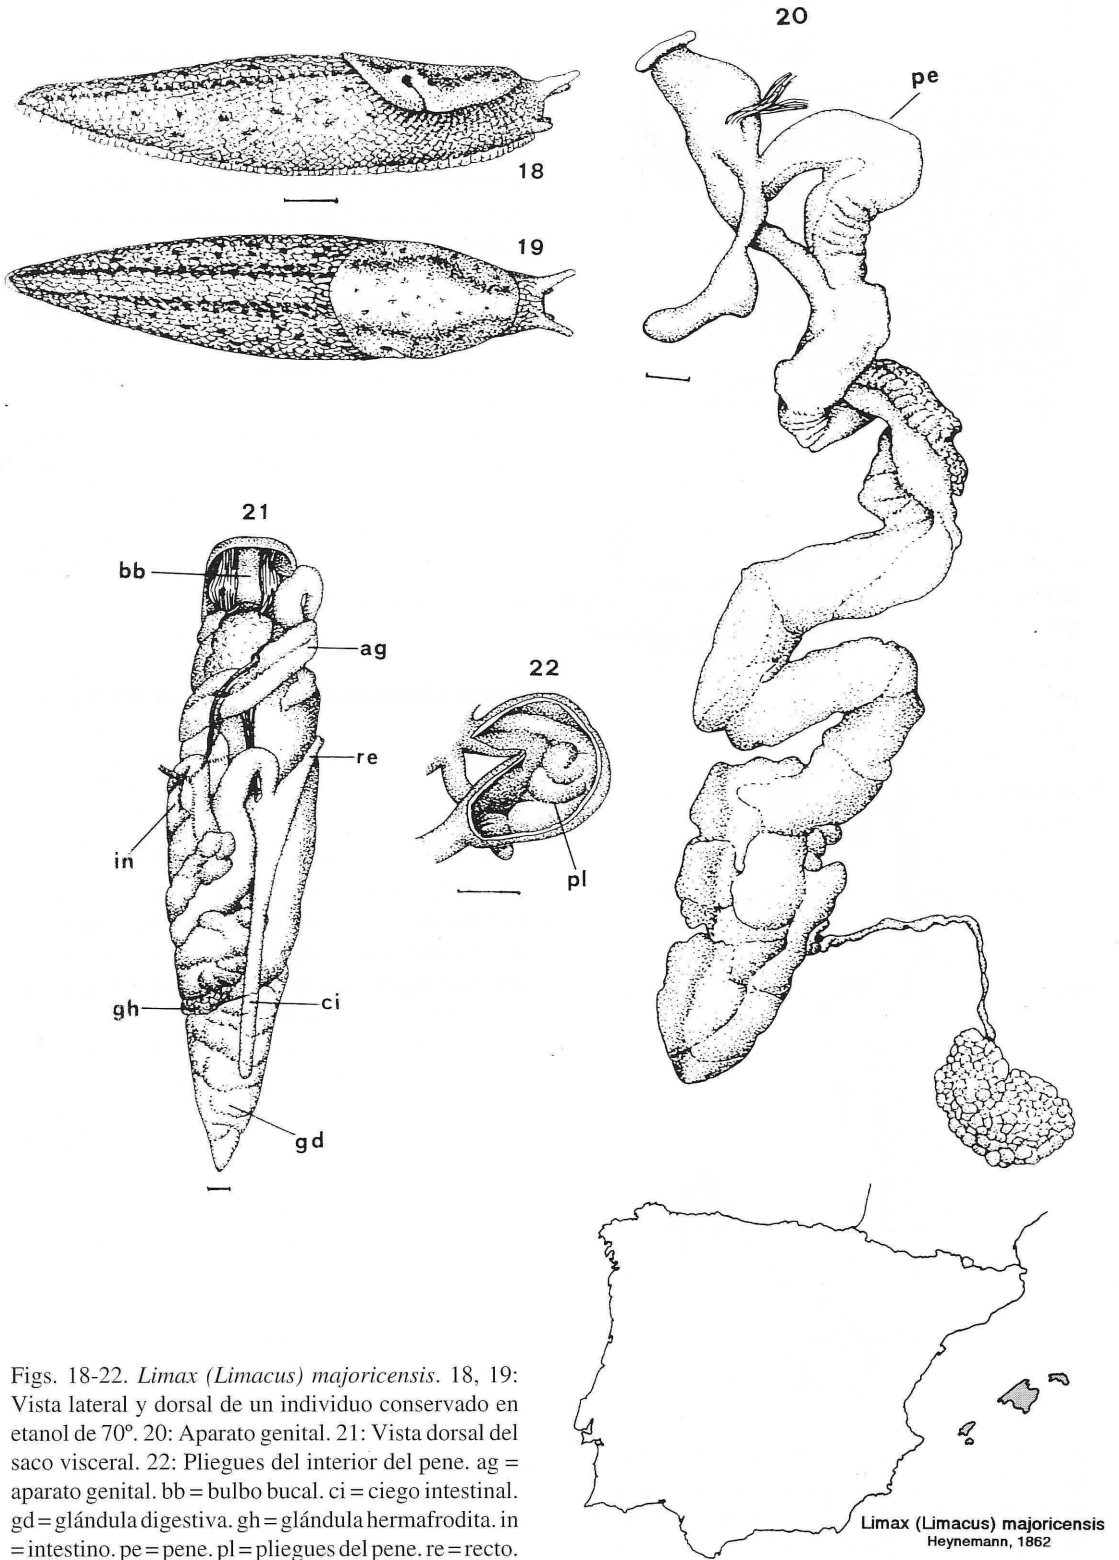 20
pe
18
19
21
bb
ag
22
re
in
pl
gh
ci
gd
Figs. 18-22. Limax (Limacus) majoricensis. 18, 19:
Vista lateral y dorsal de un individuo conservado en
etanol de 70º. 20: Aparato genital. 21: Vista dorsal del
saco visceral. 22: Pliegues del interior del pene. ag =
aparato genital. bb = bulbo bucal. ci = ciego intestinal.
gd = glándula digestiva. gh = glándula hermafrodita. in
= intestino. pe = pene. pl = pliegues del pene. re = recto.
Limax (Limacus) majoricensis
Heynemann, 1862